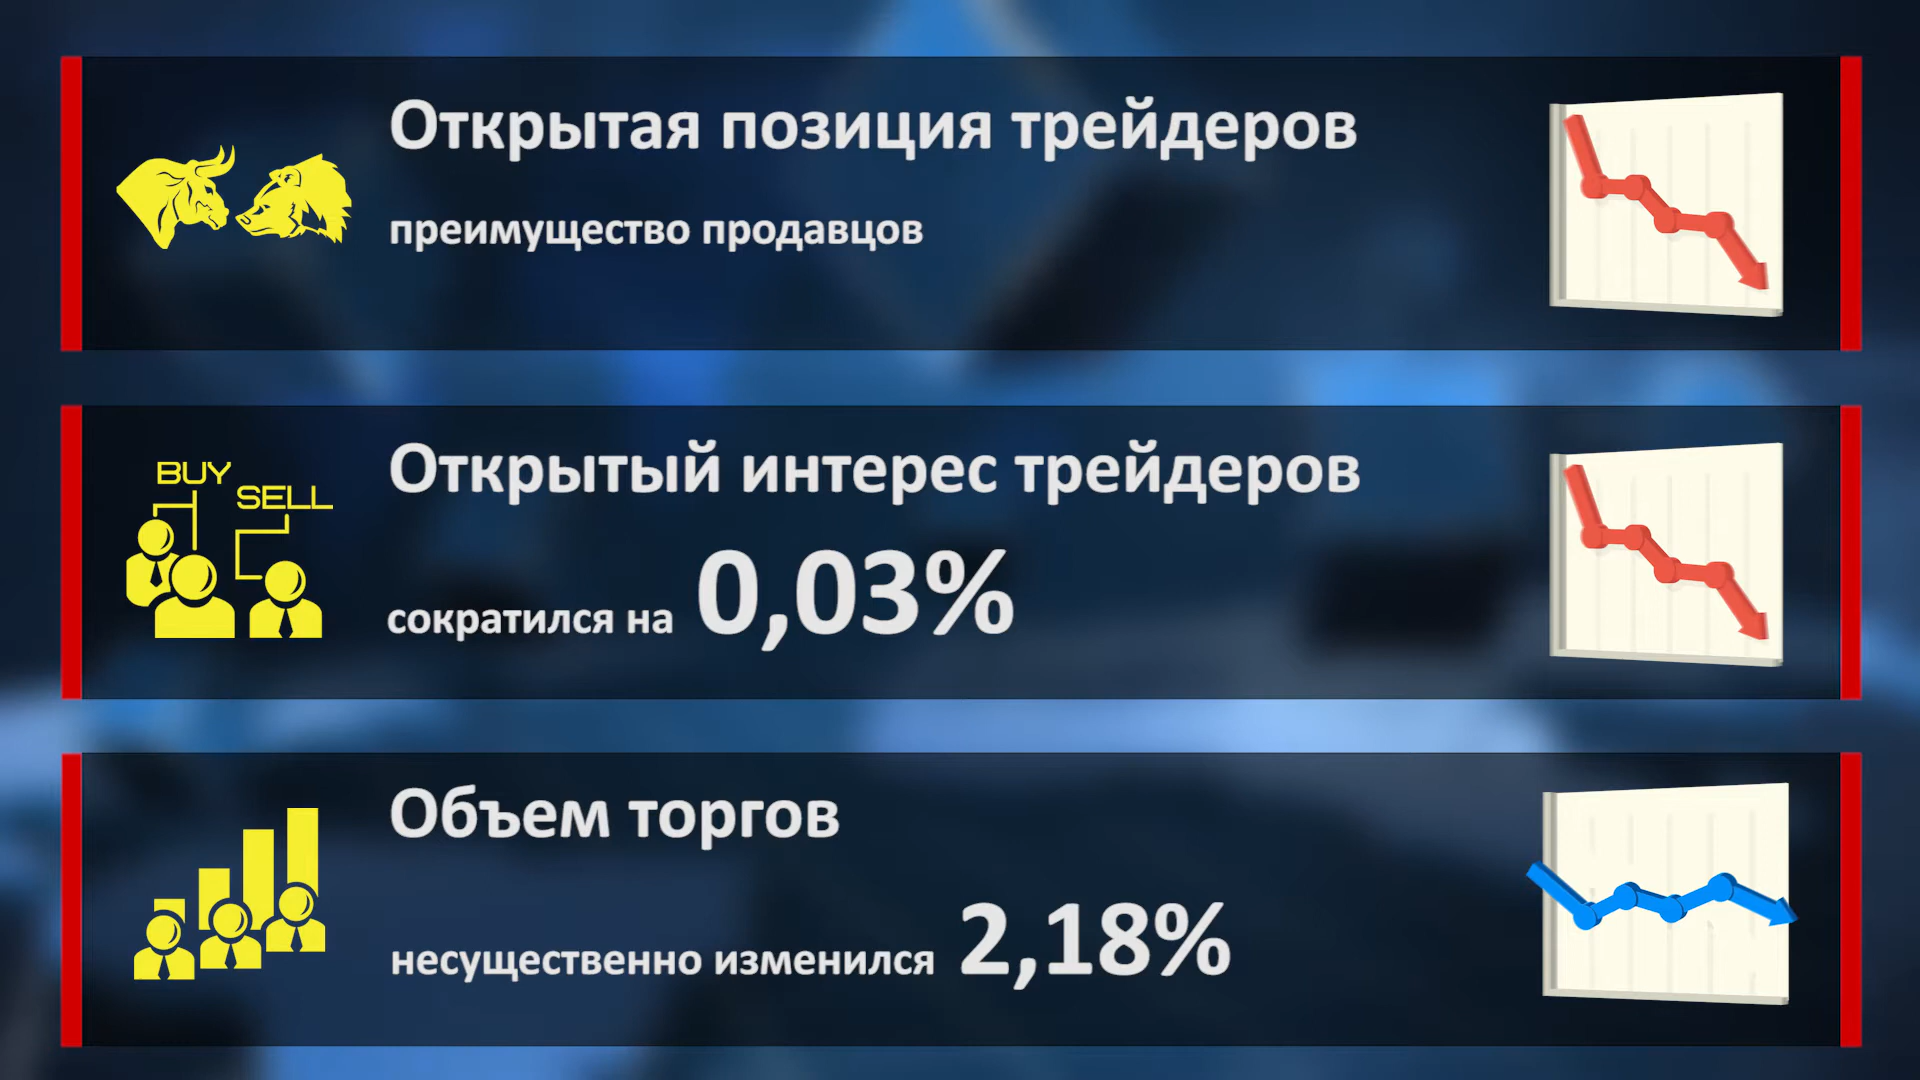 Открытая позиция трейдеров
преимущество продавцов
BUY
SELL
Открытый интерес трейдеров
сократился на 0,03%
Объем торгов
несущественно изменился 2,18%